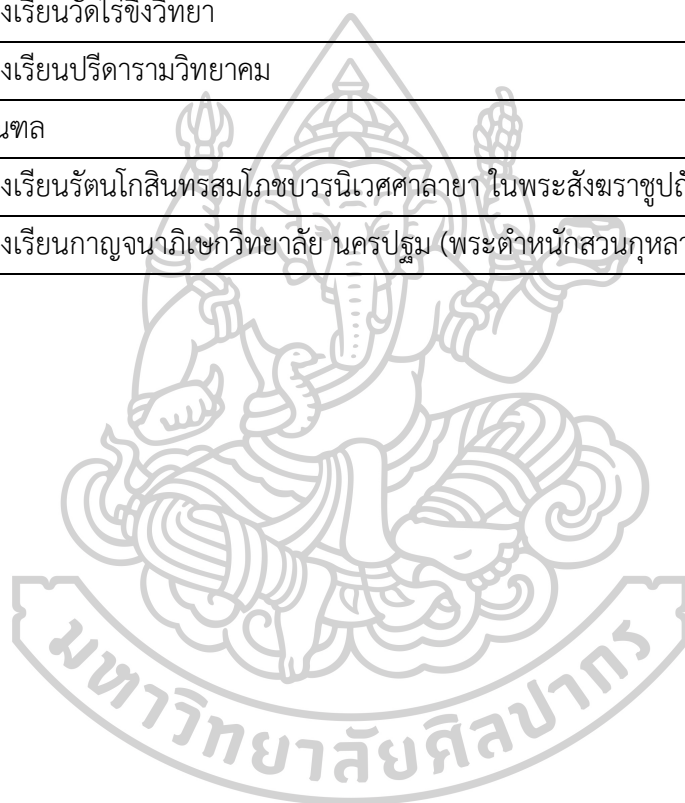 งเรียนวัดไร่ขิงวิทยา
งเรียนปรีดารามวิทยาคม
ณฑล
งเรียนรัตนโกสินทรสมโภชบวรนิเวศศาลายา ในพระสังฆราชูปถั
งเรียนกาญจนาภิเษกวิทยาลัย นครปฐม (พระตำหนักสวนกุหลา
มหาวิทยาลัยศิลปากร